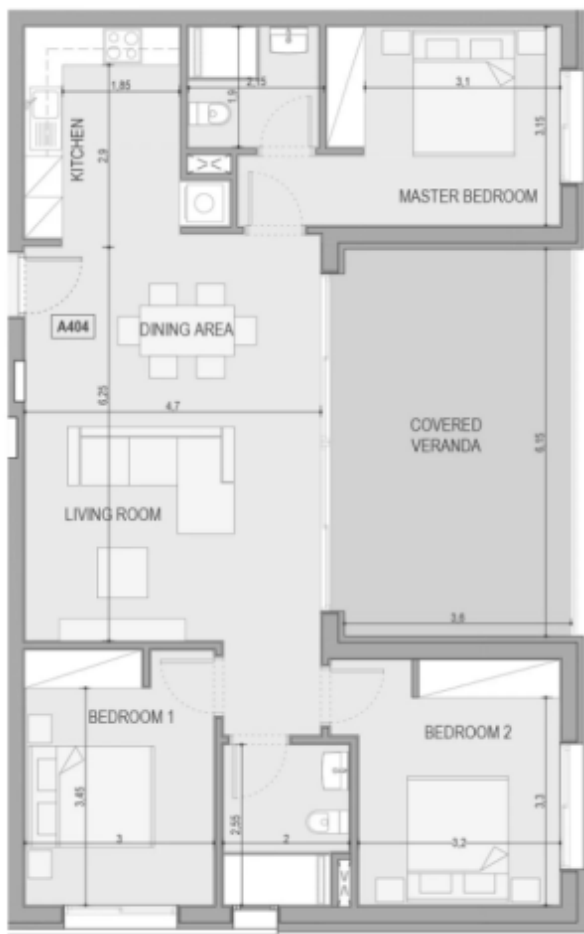 1,85
2,15
1,9
3,1
3,15
KITCHEN
2,9
MASTER BEDROOM
A404
DINING AREA
6,25
4,7
COVERED
VERANDA
6,15
LIVING ROOM
3,6
BEDROOM 1
BEDROOM 2
3,45
3
2,55
2
3,2
3,3